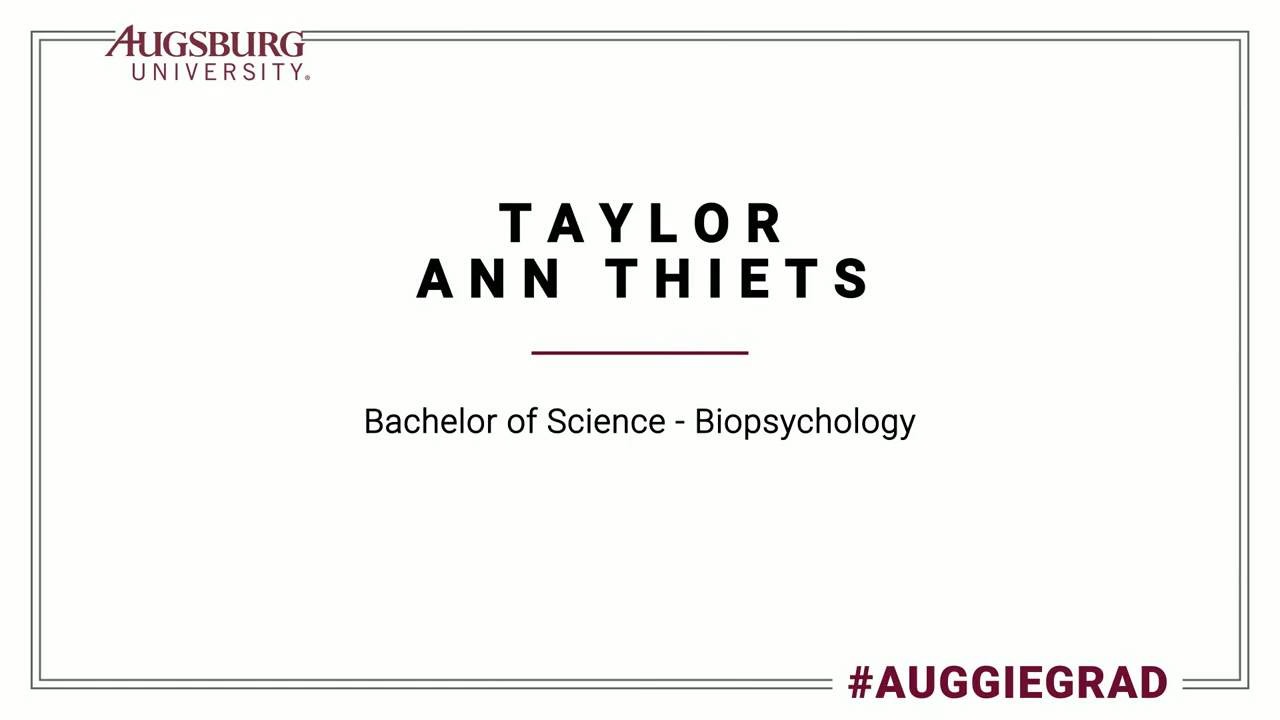 AUGSBURG
UNIVERSITY®
TAYLOR
ANN THIETS
Bachelor of Science - Biopsychology
#AUGGIEGRAD